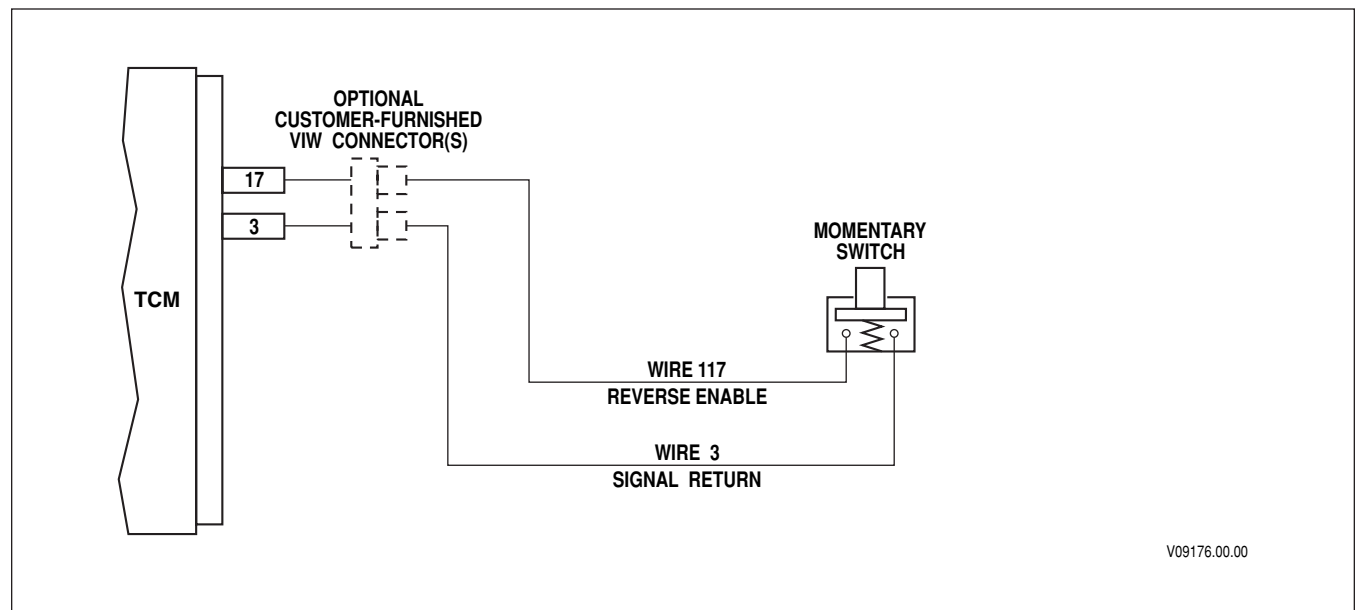 OPTIONAL
CUSTOMER-FURNISHED
VIW CONNECTOR(S)
17
3
TCM
MOMENTARY
SWITCH
WIRE 117
REVERSE ENABLE
WIRE 3
SIGNAL RETURN
V09176.00.00